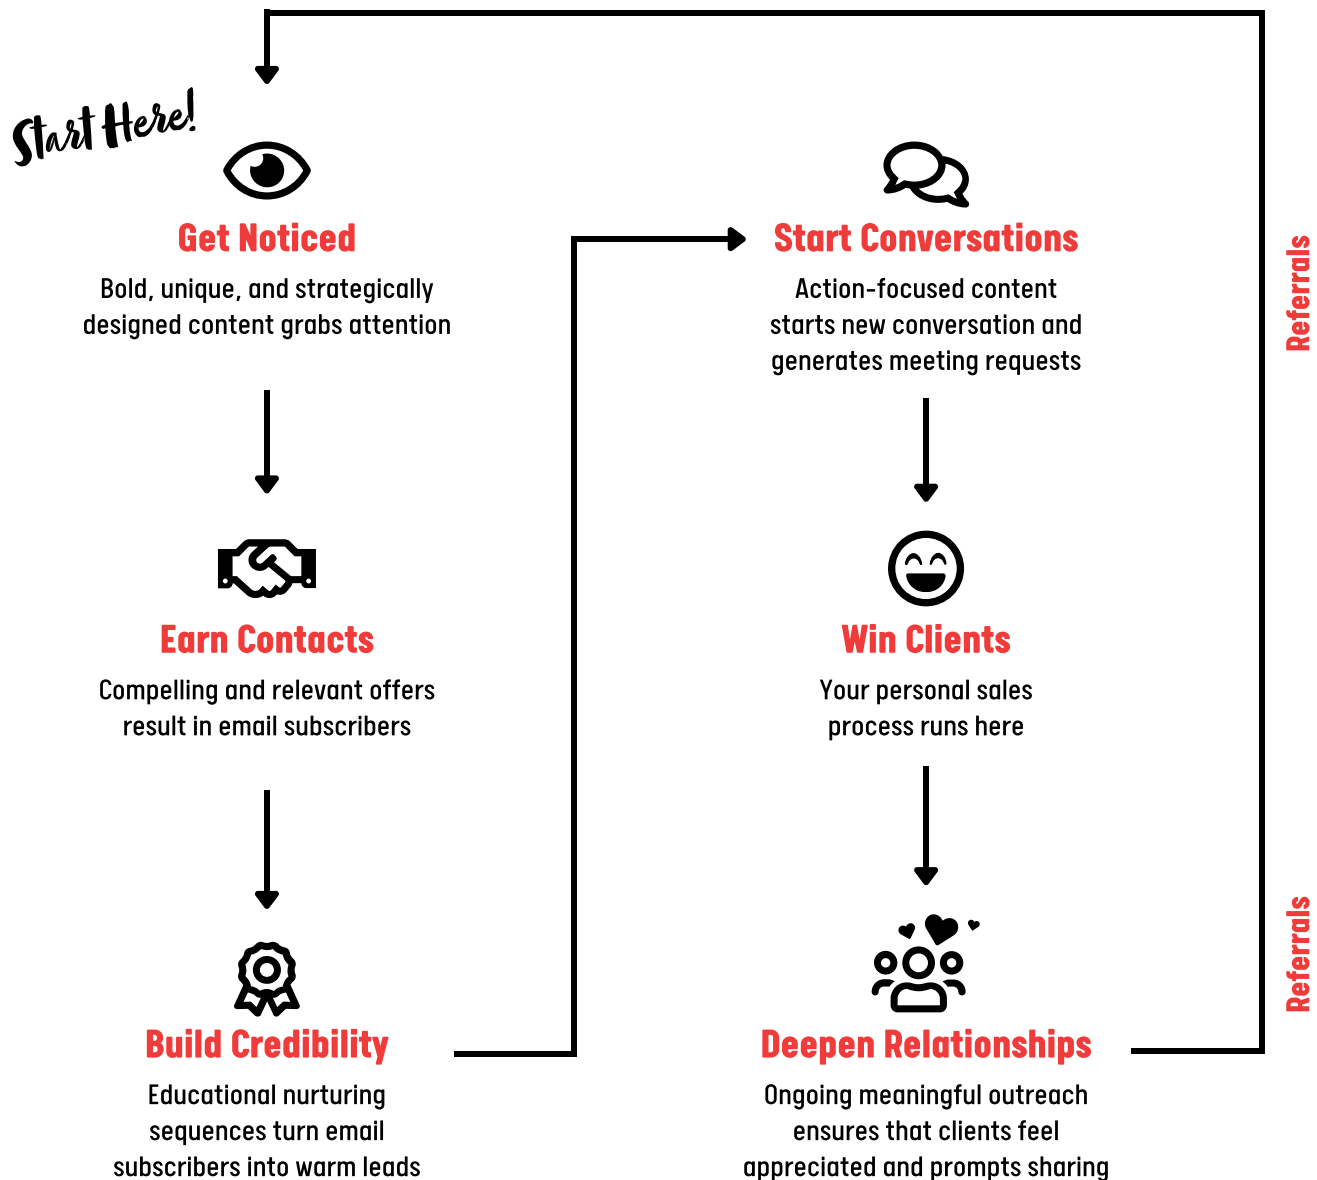 Start Here!
Get Noticed
Bold, unique, and strategically
designed content grabs attention
Earn Contacts
Compelling and relevant offers
result in email subscribers
Build Credibility
Educational nurturing
sequences turn email
subscribers into warm leads
Start Conversations
Action-focused content
starts new conversation and
generates meeting requests
Win Clients
Your personal sales
process runs here
Deepen Relationships
Ongoing meaningful outreach
ensures that clients feel
appreciated and prompts sharing
Referrals
Referrals